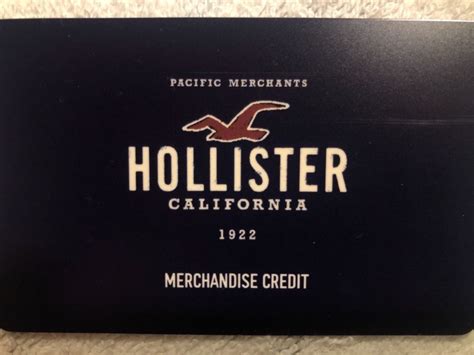 PACIFIC MERCHANTS
HOLLISTER
CALIFORNIA
1922
MERCHANDISE CREDIT